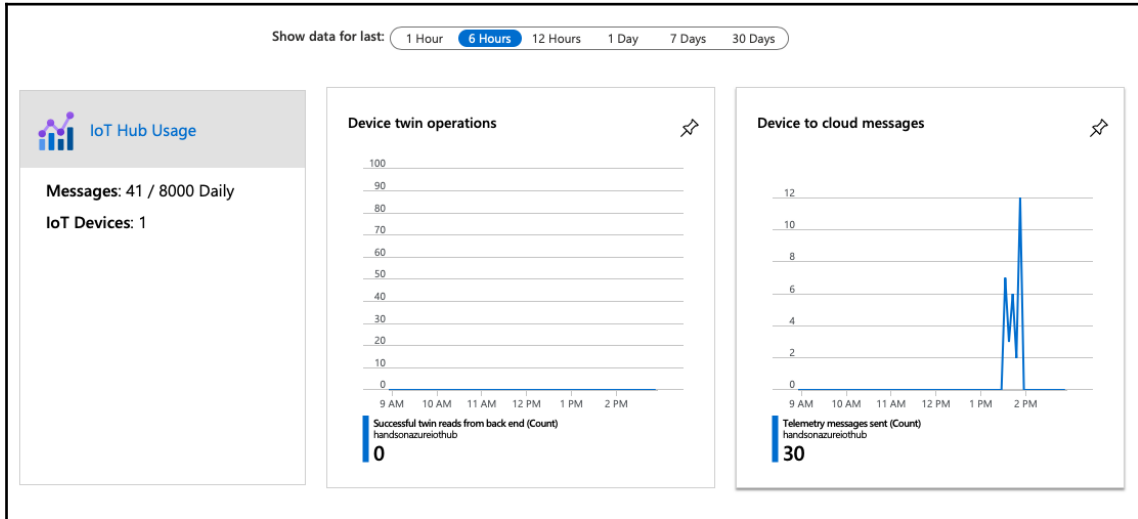 Show data for last: 1 Hour 6 Hours 12 Hours 1 Day 7 Days 30 Days
IoT Hub Usage
Messages: 41 / 8000 Daily
IoT Devices: 1
Device twin operations
100
90
80
70
60
50
40
30
20
10
0
9 AM 10 AM 11 AM 12 PM 1 PM 2 PM
Successful twin reads from back end (Count)
handsonazureiothub
0
Device to cloud messages
12
10
8
6
4
2
0
9 AM 10 AM 11 AM 12 PM 1 PM 2 PM
Telemetry messages sent (Count)
handsonazureiothub
30